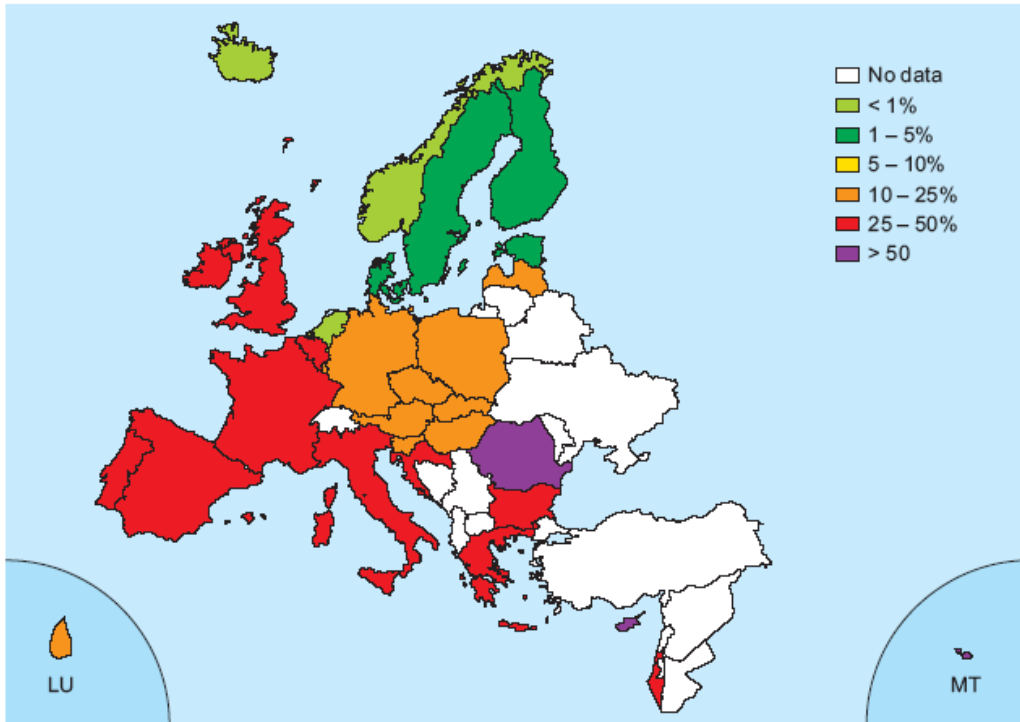 No data
< 1%
1 – 5%
5 – 10%
10 – 25%
25 – 50%
> 50
LU
MT